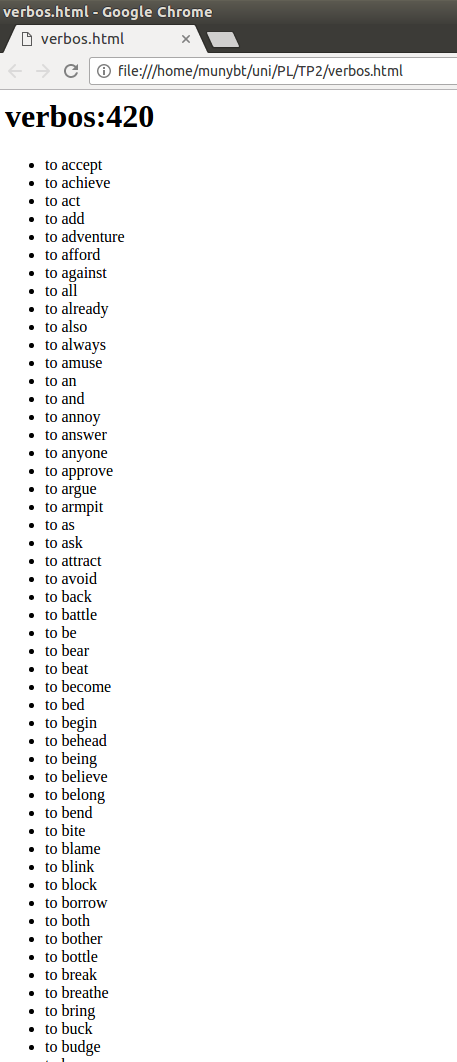 verbos.html - Google Chrome
verbos.html
file:///home/munybt/uni/PL/TP2/verbos.html
verbos:420
to accept
to achieve
to act
to add
to adventure
to afford
to against
to all
to already
to also
to always
to amuse
to an
to and
to annoy
to answer
to anyone
to approve
to argue
to armpit
to as
to ask
to attract
to avoid
to back
to battle
to be
to bear
to beat
to become
to bed
to begin
to behead
to being
to believe
to belong
to bend
to bite
to blame
to blink
to block
to borrow
to both
to bother
to bottle
to break
to breathe
to bring
to buck
to budge